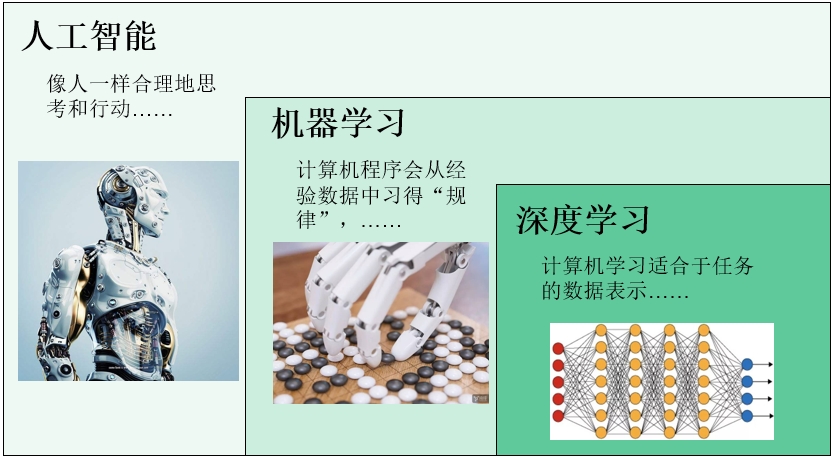 人工智能
像人一样合理地思
考和行动……
机器学习
计算机程序会从经
验数据中习得“规
律”，……
深度学习
计算机学习适合于任务
的数据表示……